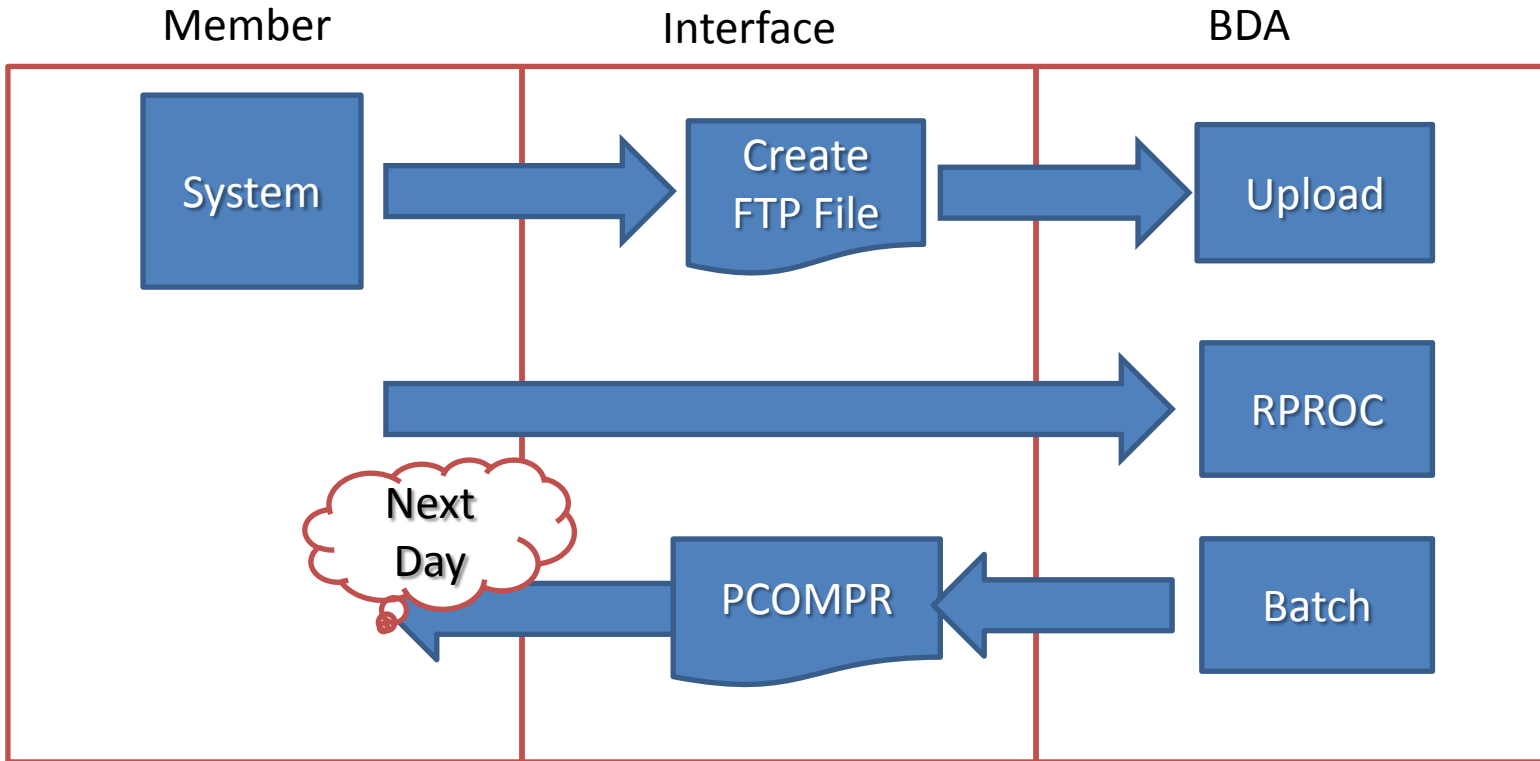 Member
Interface
BDA
System
Create
FTP File
Upload
RPROC
Next
Day
PCOMPR
Batch